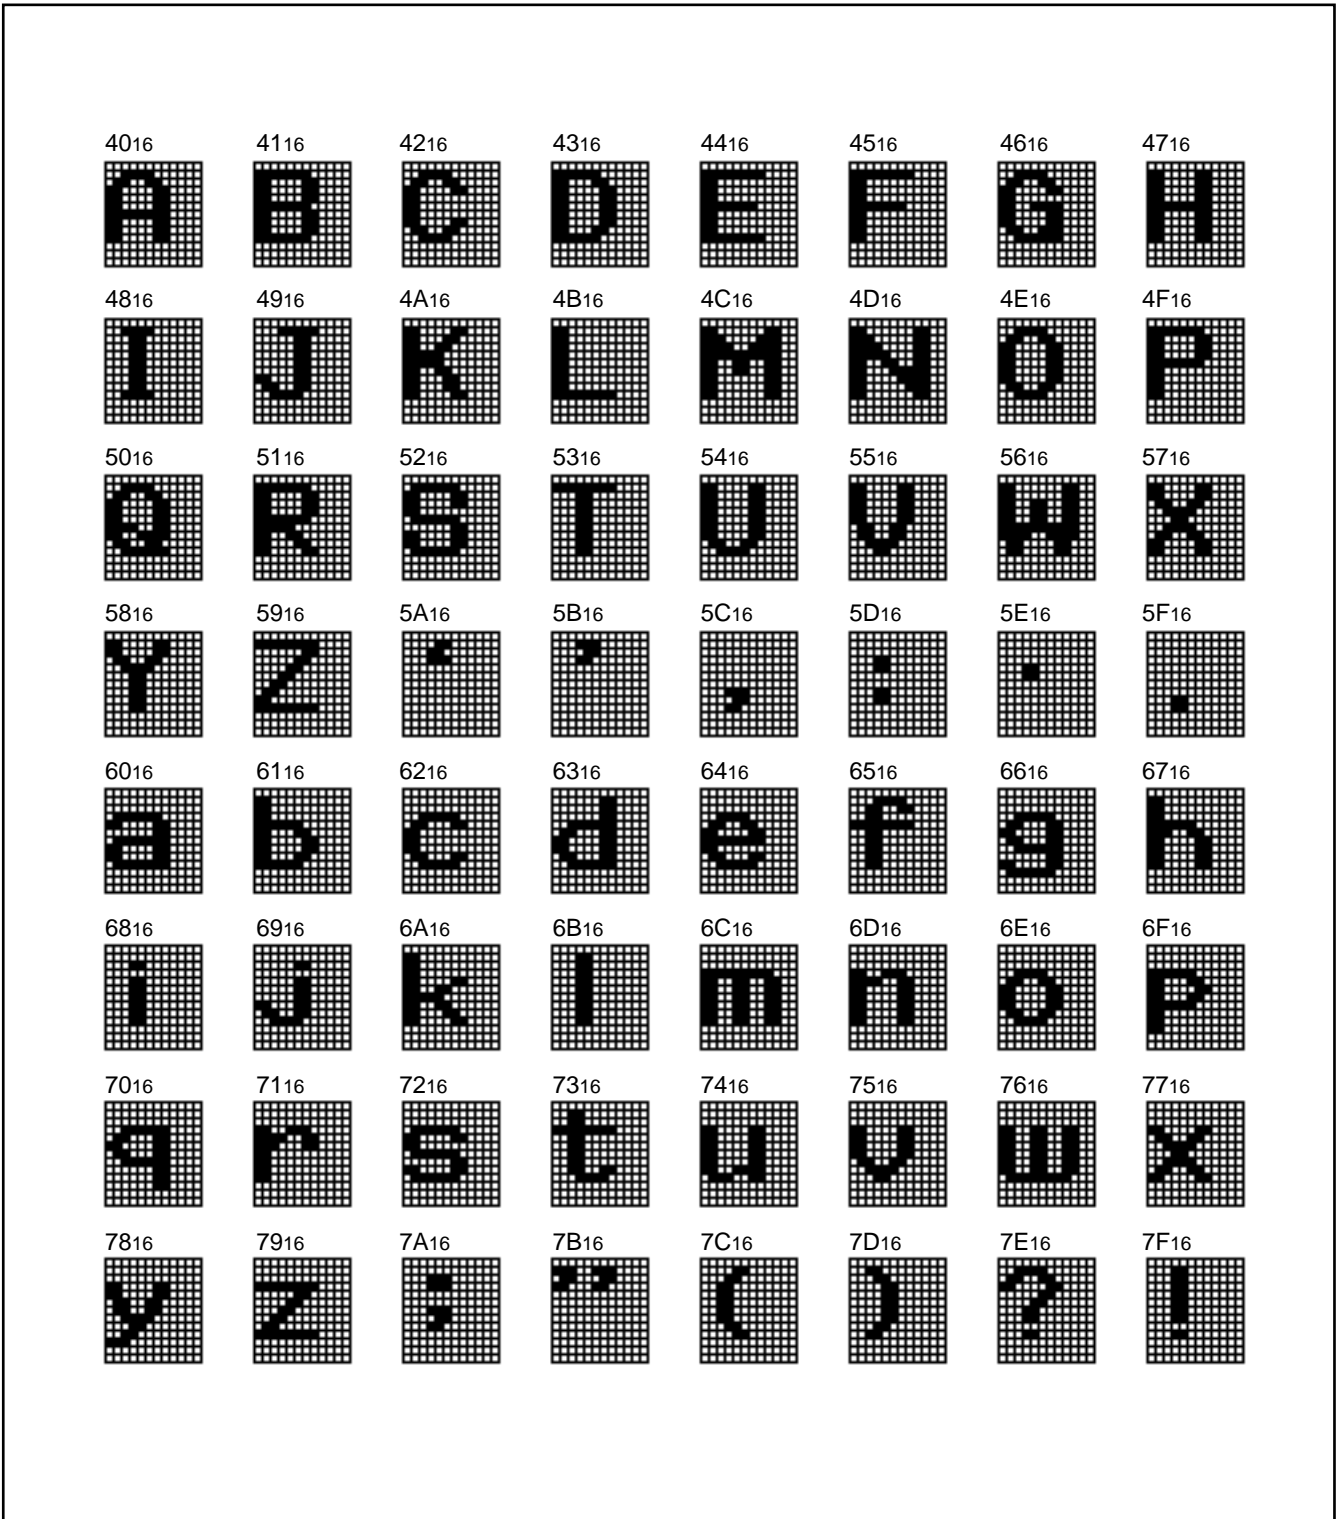 40₁₆ 41₁₆ 42₁₆ 43₁₆ 44₁₆ 45₁₆ 46₁₆ 47₁₆
A B C D E F G H
48₁₆ 49₁₆ 4A₁₆ 4B₁₆ 4C₁₆ 4D₁₆ 4E₁₆ 4F₁₆
I J K L M N O P
50₁₆ 51₁₆ 52₁₆ 53₁₆ 54₁₆ 55₁₆ 56₁₆ 57₁₆
Q R S T U V W X
58₁₆ 59₁₆ 5A₁₆ 5B₁₆ 5C₁₆ 5D₁₆ 5E₁₆ 5F₁₆
Y Z ‘ ’ , : · .
60₁₆ 61₁₆ 62₁₆ 63₁₆ 64₁₆ 65₁₆ 66₁₆ 67₁₆
a b c d e f g h
68₁₆ 69₁₆ 6A₁₆ 6B₁₆ 6C₁₆ 6D₁₆ 6E₁₆ 6F₁₆
i j k l m n o p
70₁₆ 71₁₆ 72₁₆ 73₁₆ 74₁₆ 75₁₆ 76₁₆ 77₁₆
q r s t u v w x
78₁₆ 79₁₆ 7A₁₆ 7B₁₆ 7C₁₆ 7D₁₆ 7E₁₆ 7F₁₆
y z ; ” ( ) ? !